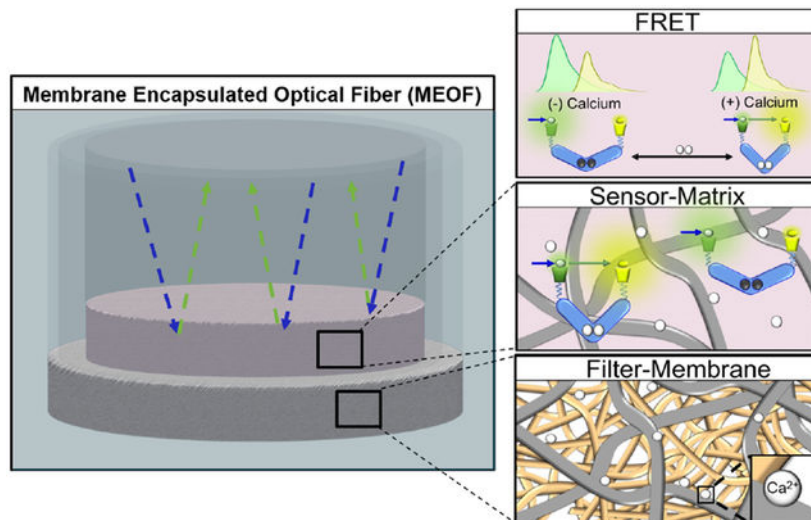 Membrane Encapsulated Optical Fiber (MEOF)
FRET
(-) Calcium
(+) Calcium
Sensor-Matrix
Filter-Membrane
Ca²⁺